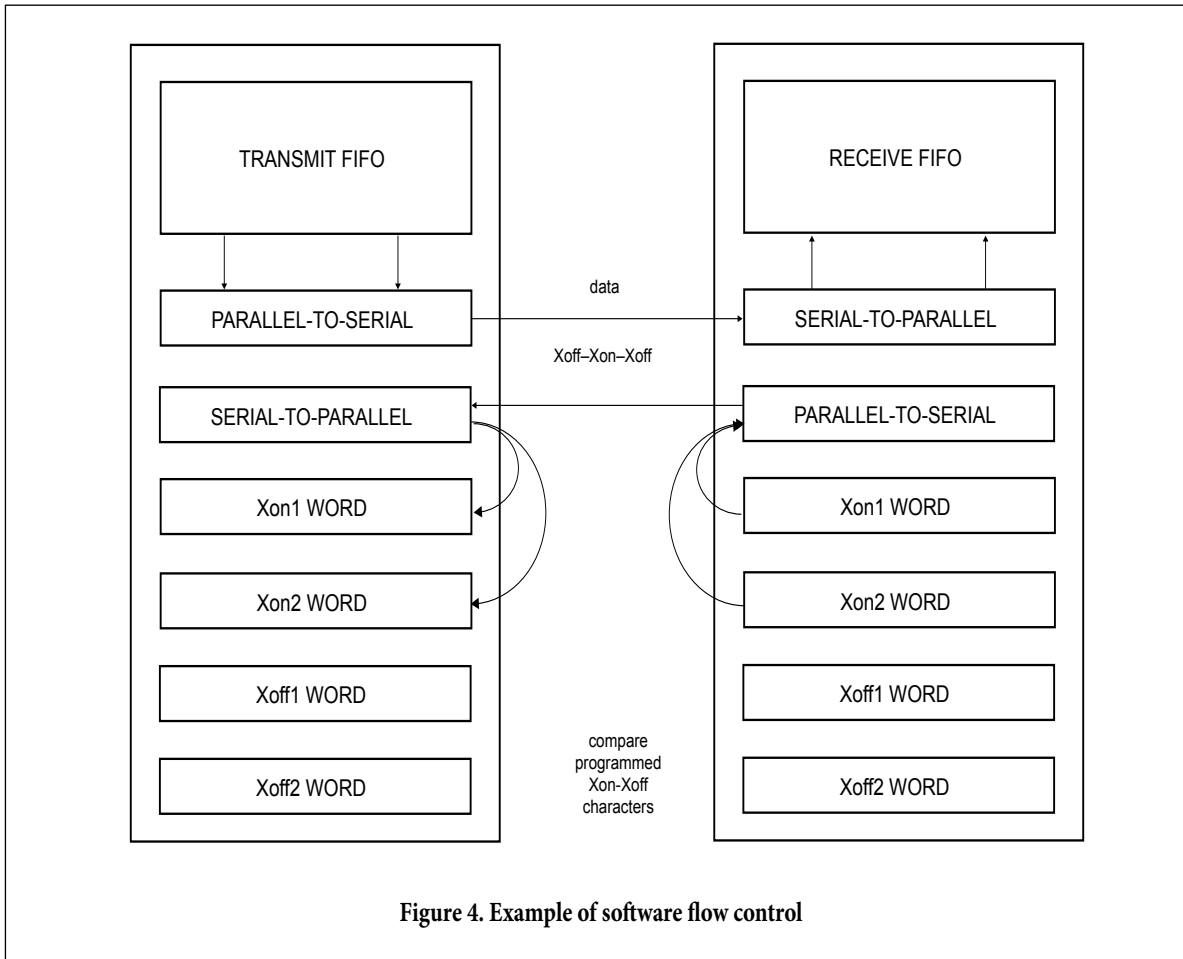 TRANSMIT FIFO
RECEIVE FIFO
data
PARALLEL-TO-SERIAL
SERIAL-TO-PARALLEL
Xoff–Xon–Xoff
SERIAL-TO-PARALLEL
PARALLEL-TO-SERIAL
Xon1 WORD
Xon1 WORD
Xon2 WORD
Xon2 WORD
Xoff1 WORD
Xoff1 WORD
compare
programmed
Xon-Xoff
characters
Xoff2 WORD
Xoff2 WORD
Figure 4. Example of software flow control